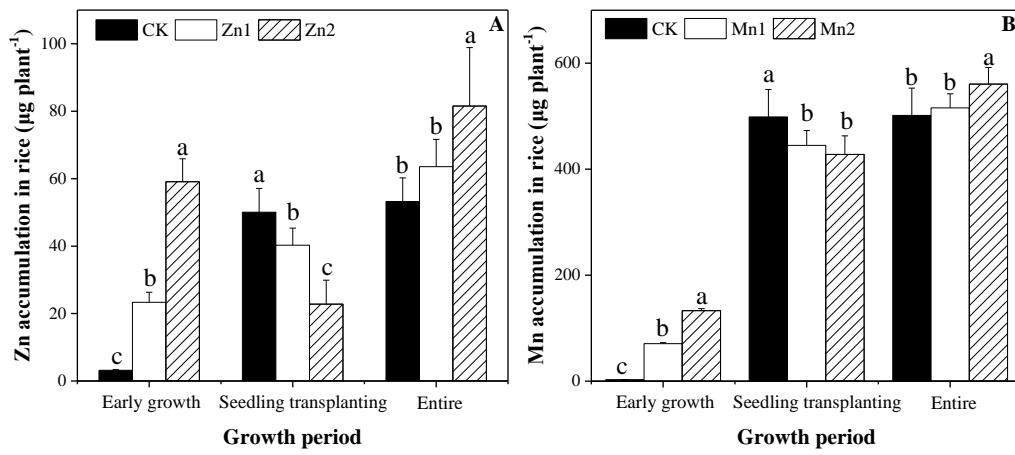 A
CK Zn1 Zn2
Zn accumulation in rice (µg plant⁻¹)
100
80
60
40
20
0
c b a
a b c
b b a
Early growth Seedling transplanting Entire
Growth period
B
CK Mn1 Mn2
Mn accumulation in rice (µg plant⁻¹)
600
400
200
0
c b a
a b b
b b a
Early growth Seedling transplanting Entire
Growth period